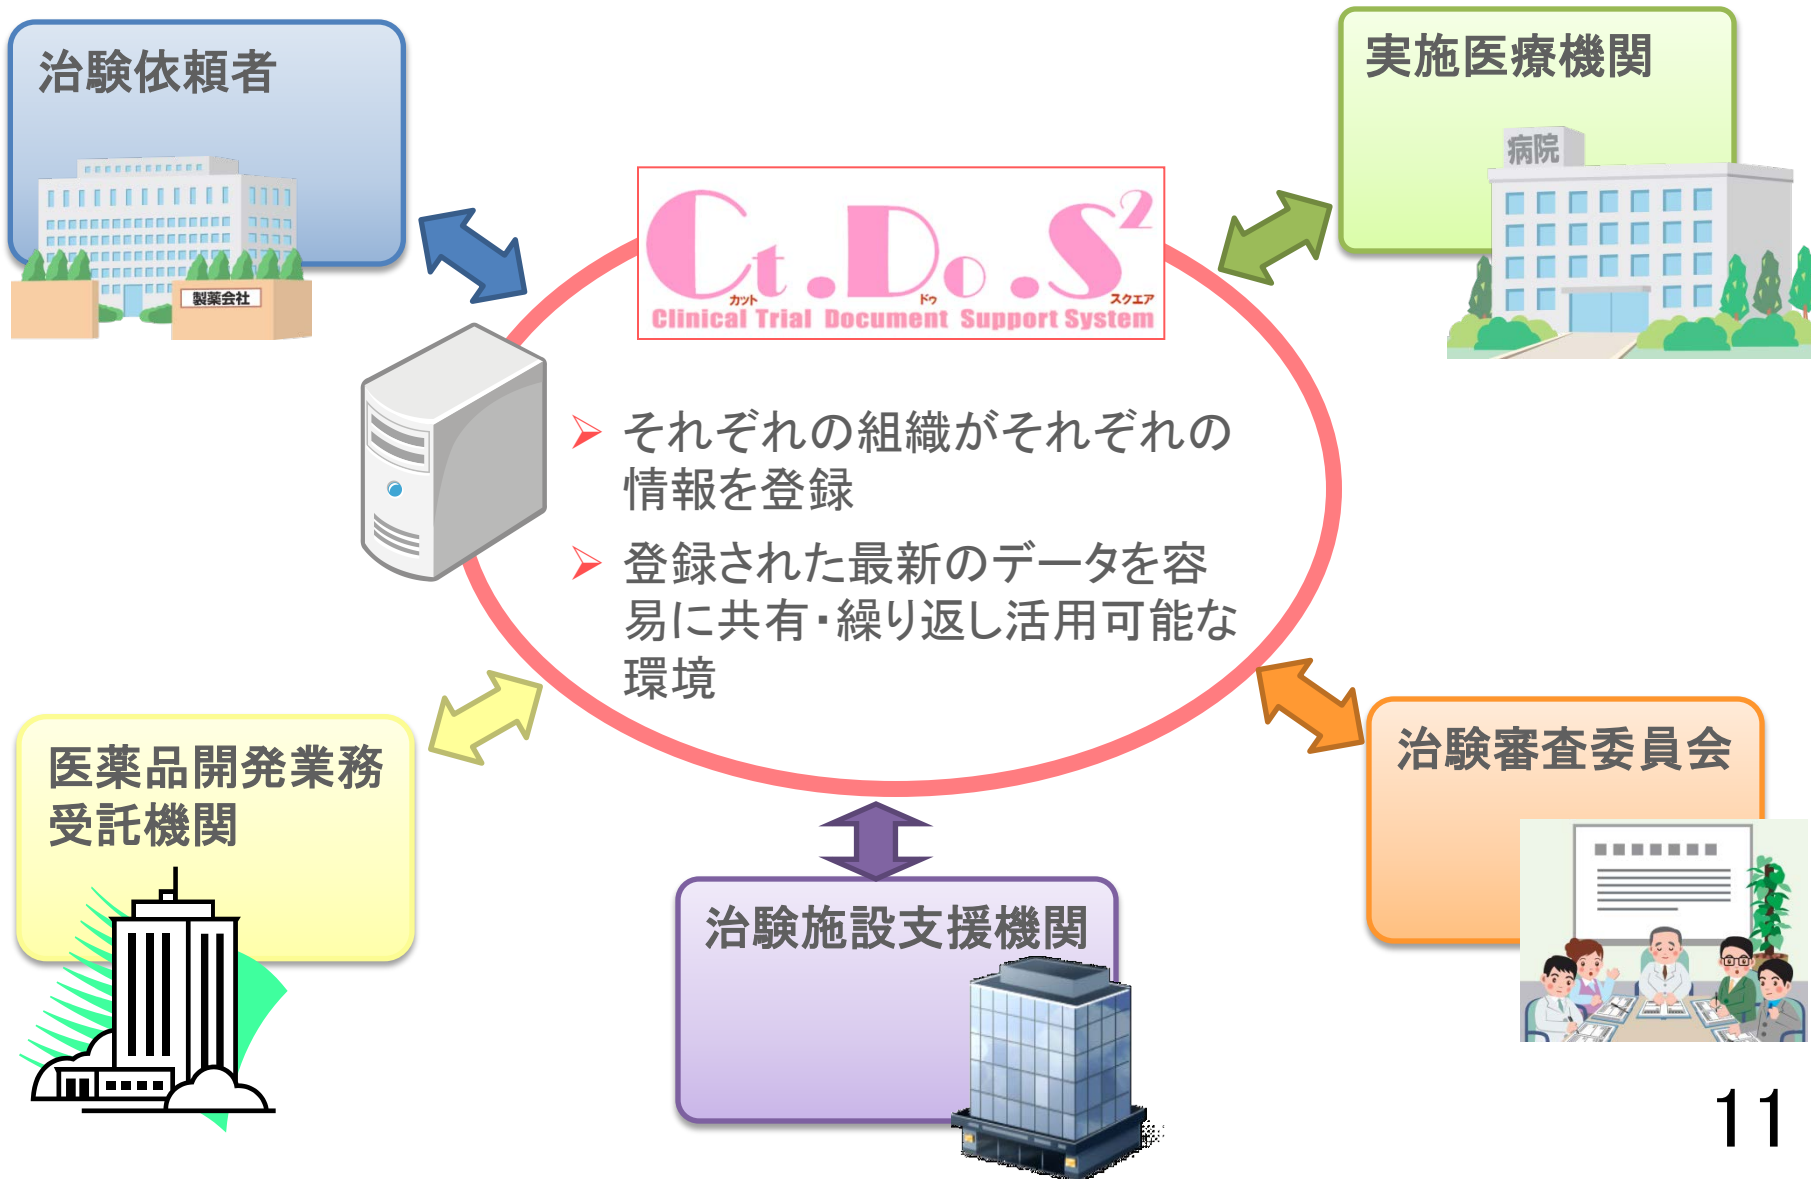 治験依頼者
製薬会社
実施医療機関
病院
Ct.Do.S2
カット ドゥ スクエア
Clinical Trial Document Support System
➢ それぞれの組織がそれぞれの
情報を登録
➢ 登録された最新のデータを容
易に共有・繰り返し活用可能な
環境
医薬品開発業務
受託機関
治験施設支援機関
治験審査委員会
11